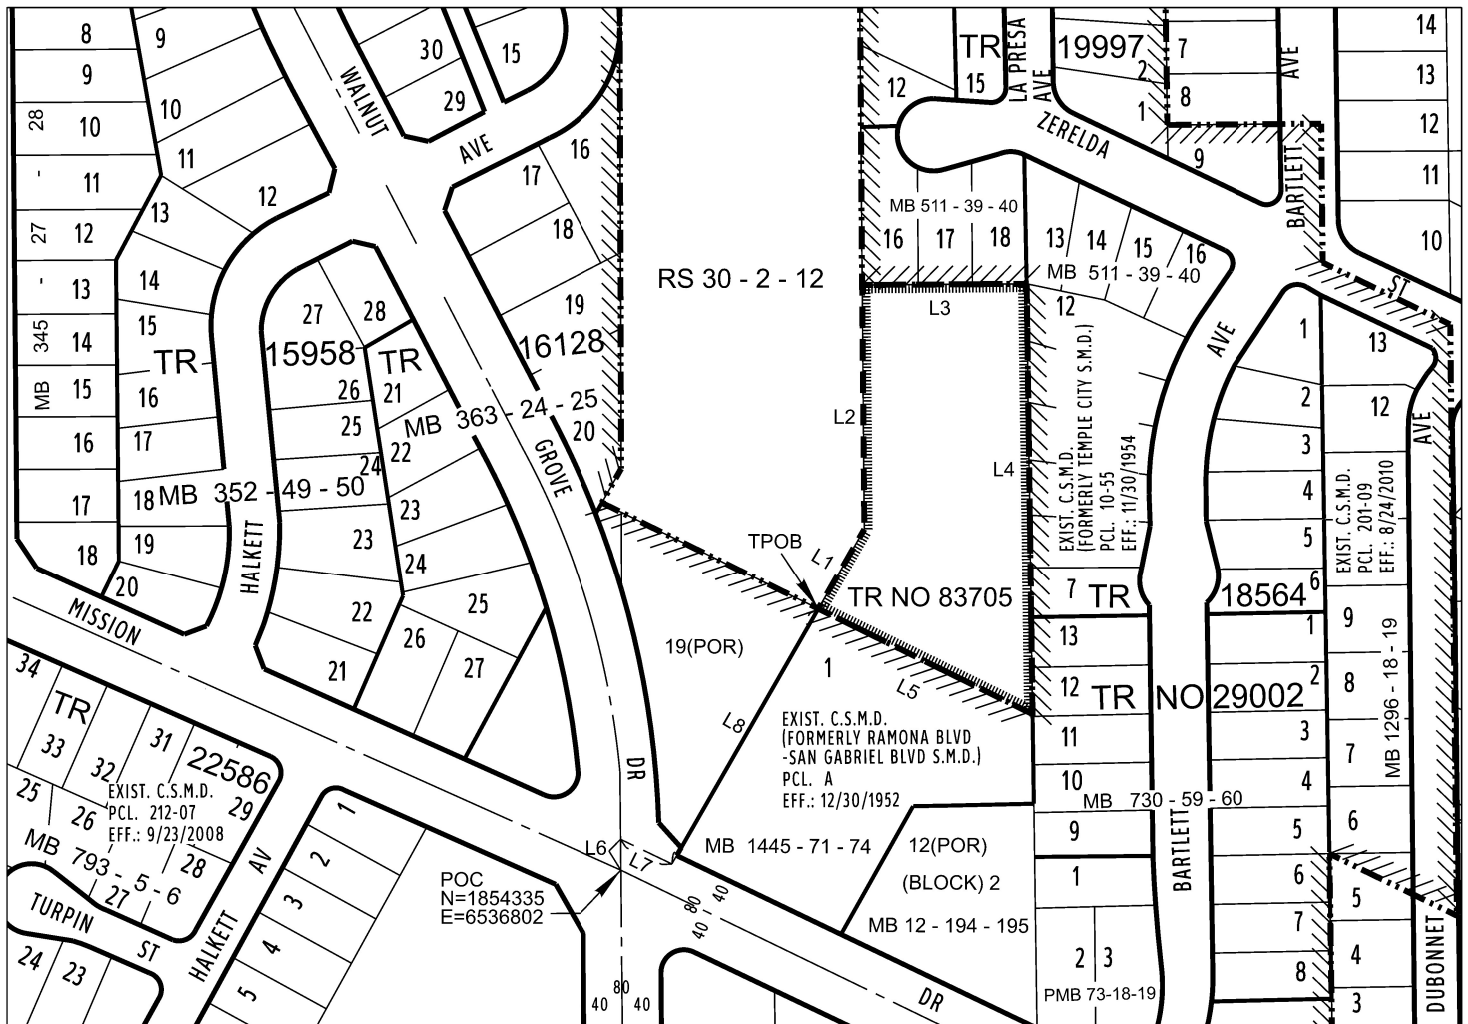 8
9
28
10
-
11
27
12
-
13
345
14
MB
15
16
17
18
9
10
11
12
13
14
15
TR
16
17
18
MB 352 - 49 - 50
19
20
WALNUT
AVE
30
29
15
16
17
18
19
16128
20
MB 363 - 24 - 25
GROVE
DR
27
28
15958
TR
26
21
25
22
24
23
23
24
22
25
26
21
27
HALKETT
MISSION
RS 30 - 2 - 12
TR 19997
LA PRESA
AVE
12
15
2
1
7
8
9
ZERELDA
ST
BARTLETT
AVE
14
13
12
11
10
MB 511 - 39 - 40
16
17
18
13
14
15
16
MB 511 - 39 - 40
12
L3
L2
L4
L1
TPOB
TR NO 83705
L5
EXIST. C.S.M.D.
(FORMERLY TEMPLE CITY S.M.D.)
PCL. 10-55
EFF.: 11/30/1954
AVE
1
2
3
4
5
6
7
TR 18564
13
12
AVE
EXIST. C.S.M.D.
PCL. 201-09
EFF.: 8/24/2010
9
8
7
6
MB 1296 - 18 - 19
5
4
3
DUBONNET
13
12
11
10
9
TR NO 29002
1
2
3
4
5
6
7
8
MB 730 - 59 - 60
BARTLETT
1
2
3
PMB 73-18-19
19(POR)
1
L8
EXIST. C.S.M.D.
(FORMERLY RAMONA BLVD
-SAN GABRIEL BLVD S.M.D.)
PCL. A
EFF.: 12/30/1952
MB 1445 - 71 - 74
12(POR)
(BLOCK) 2
MB 12 - 194 - 195
L6
L7
POC
N=1854335
E=6536802
40
80
40
80
40
40
DR
34
TR
33
32
31
22586
25
26
EXIST. C.S.M.D.
PCL. 212-07
EFF.: 9/23/2008
29
28
27
MB 793 - 5 - 6
TURPIN
ST
24
23
HALKETT
AV
1
2
3
4
5